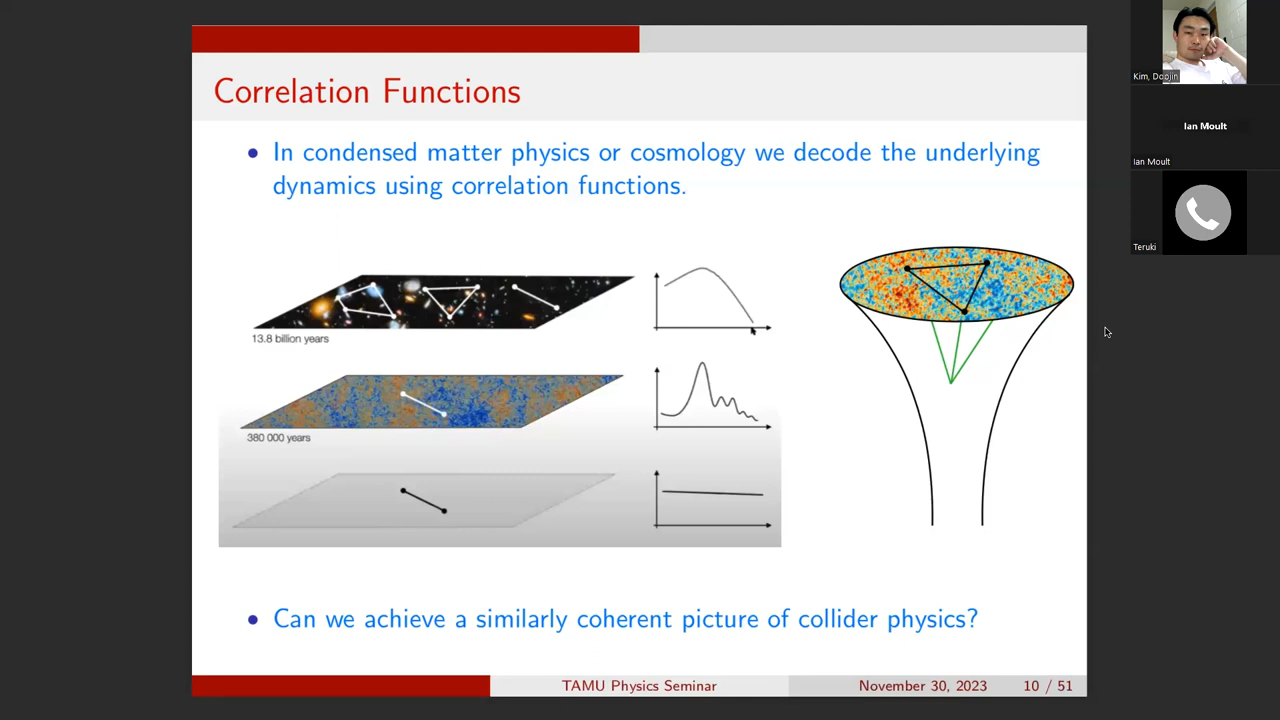 Correlation Functions
In condensed matter physics or cosmology we decode the underlying
dynamics using correlation functions.
13.8 billion years
380 000 years
Can we achieve a similarly coherent picture of collider physics?
TAMU Physics Seminar
November 30, 2023
10 / 51
Kim, Doojin
Ian Moult
Ian Moult
Teruki